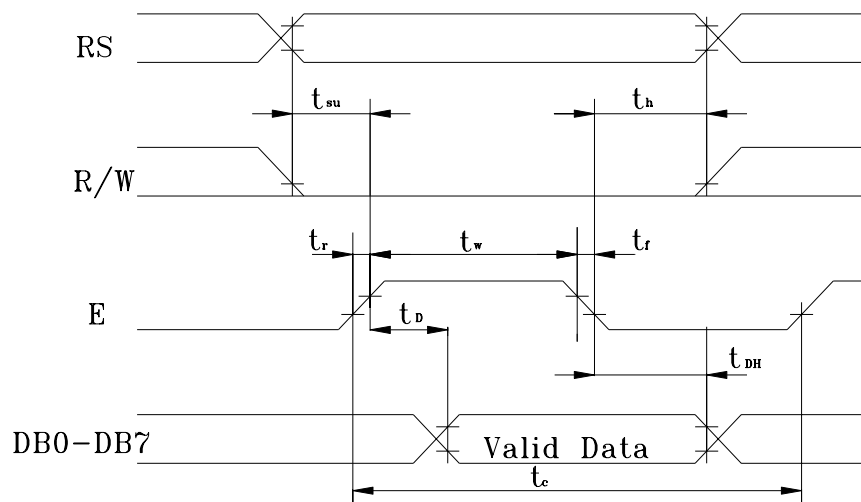 RS
tsu
th
R/W
tr
tw
tf
E
tD
tDH
DB0-DB7
Valid Data
tc